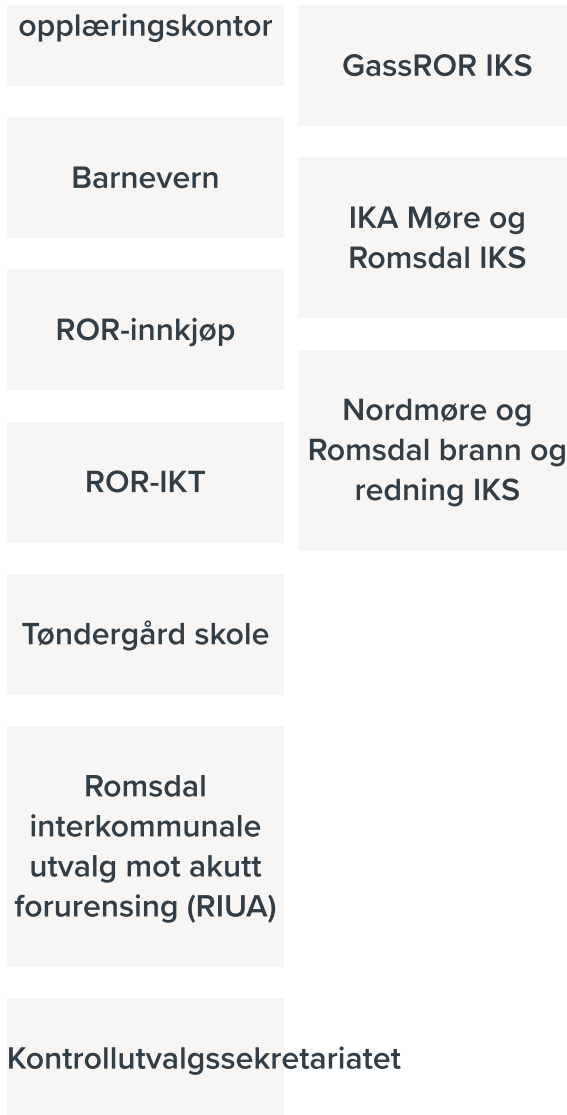 opplæringskontor
Barnevern
ROR-innkjøp
ROR-IKT
Tøndergård skole
Romsdal
interkommunale
utvalg mot akutt
forurensing (RIUA)
Kontrollutvalgssekretariatet
GassROR IKS
IKA Møre og
Romsdal IKS
Nordmøre og
Romsdal brann og
redning IKS